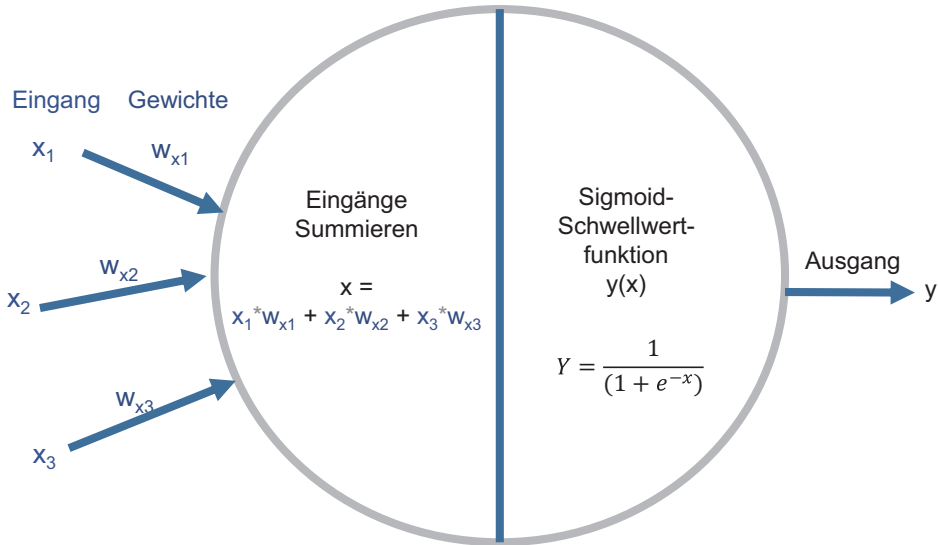 Eingang Gewichte
x₁
wₓ₁
x₂
wₓ₂
x₃
wₓ₃
Eingänge
Summieren
x =
x₁*wₓ₁ + x₂*wₓ₂ + x₃*wₓ₃
Sigmoid-
Schwellwert-
funktion
y(x)
Y = 1/(1 + e⁻ˣ)
Ausgang
y